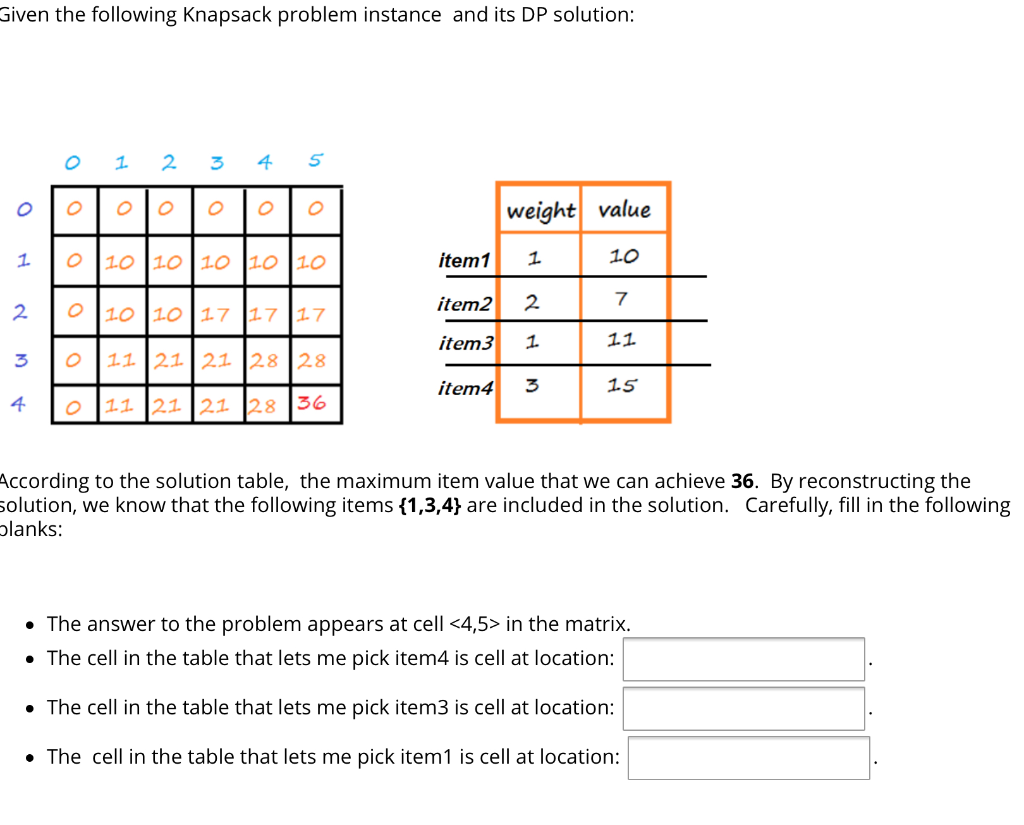 Given the following Knapsack problem instance and its DP solution:
0 1 2 3 4 5
0 0 0 0 0 0 0
1 0 10 10 10 10 10
2 0 10 10 17 17 17
3 0 11 21 21 28 28
4 0 11 21 21 28 36
weight value
item1 1 10
item2 2 7
item3 1 11
item4 3 15
According to the solution table, the maximum item value that we can achieve 36. By reconstructing the
solution, we know that the following items {1,3,4} are included in the solution. Carefully, fill in the following
blanks:
• The answer to the problem appears at cell <4,5> in the matrix.
• The cell in the table that lets me pick item4 is cell at location: .
• The cell in the table that lets me pick item3 is cell at location: .
• The cell in the table that lets me pick item1 is cell at location: .